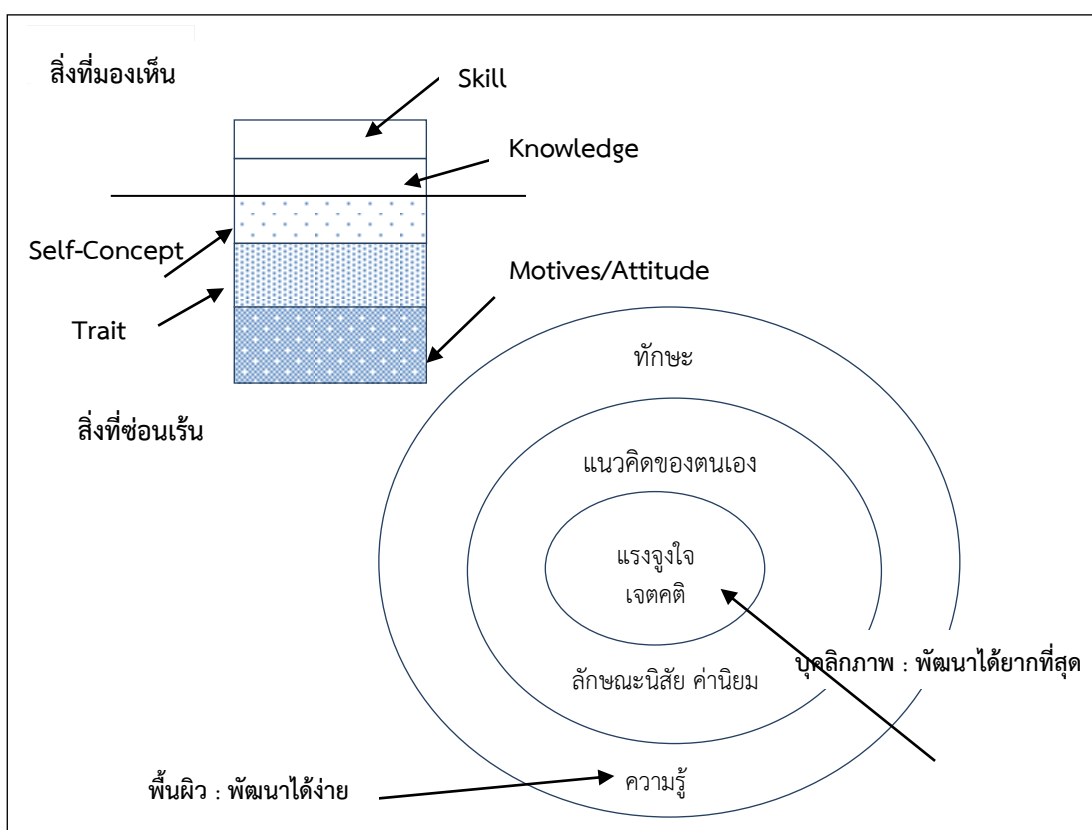 สิ่งที่มองเห็น
Skill
Knowledge
Self-Concept
Motives/Attitude
Trait
สิ่งที่ซ่อนเร้น
ทักษะ
แนวคิดของตนเอง
แรงจูงใจ
เจตคติ
บุคลิกภาพ : พัฒนาได้ยากที่สุด
ลักษณะนิสัย ค่านิยม
ความรู้
พื้นผิว : พัฒนาได้ง่าย